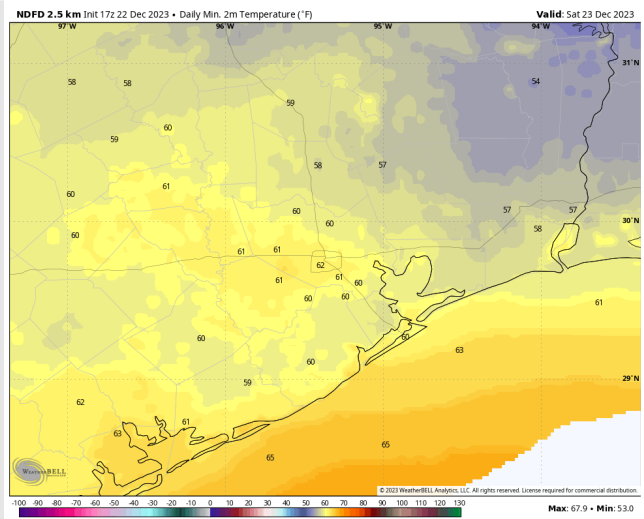 NDFD 2.5 km Init 17z 22 Dec 2023 • Daily Min. 2m Temperature (°F)
Valid: Sat 23 Dec 2023
97°W 96°W 95°W 94°W
31°N
58 58 54
59
60
59
58 57
61
60
60 57 57
60 30°N
60 58
61 61
62
61 61
60
60 60
61
60 60
63
60
29°N
59
62
61
63
65 65
WEATHERBELL
© 2023 WeatherBELL Analytics, LLC. All rights reserved. License required for commercial distribution.
-100 -90 -80 -70 -60 -50 -40 -30 -20 -10 0 10 20 30 40 50 60 70 80 90 100 110 120 130
Max: 67.9 • Min: 53.0